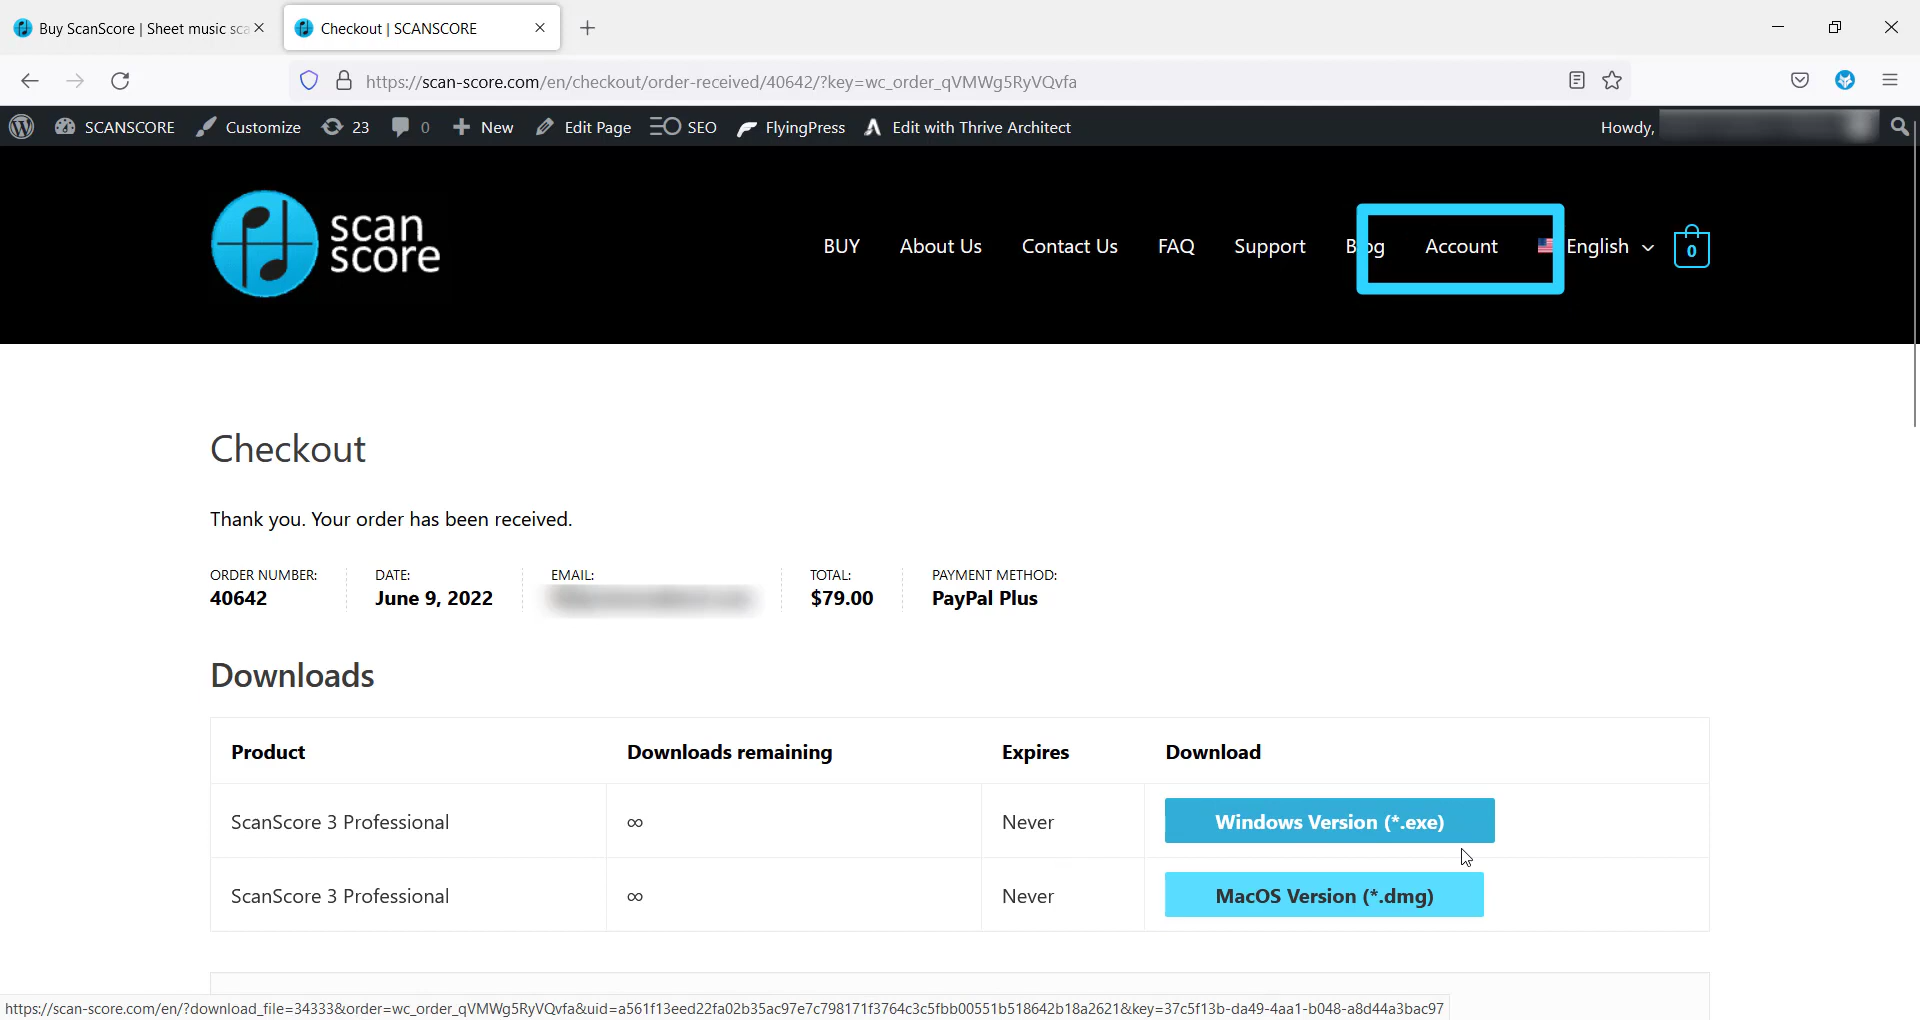 Buy ScanScore | Sheet music sca
Checkout | SCANSCORE
https://scan-score.com/en/checkout/order-received/40642/?key=wc_order_qVMWg5RyVQvfa
SCANSCORE Customize 23 0 New Edit Page SEO FlyingPress Edit with Thrive Architect Howdy,
scan
score
BUY About Us Contact Us FAQ Support Blog Account English 0
Checkout
Thank you. Your order has been received.
ORDER NUMBER: DATE: EMAIL: TOTAL: PAYMENT METHOD:
40642 June 9, 2022 $79.00 PayPal Plus
Downloads
Product Downloads remaining Expires Download
ScanScore 3 Professional ∞ Never Windows Version (*.exe)
ScanScore 3 Professional ∞ Never MacOS Version (*.dmg)
https://scan-score.com/en/?download_file=34333&order=wc_order_qVMWg5RyVQvfa&uid=a561f13eed22fa02b35ac97e7c798171f3764c3c5fbb00551b518642b18a2621&key=37c5f13b-da49-4aa1-b048-a8d44a3bac97